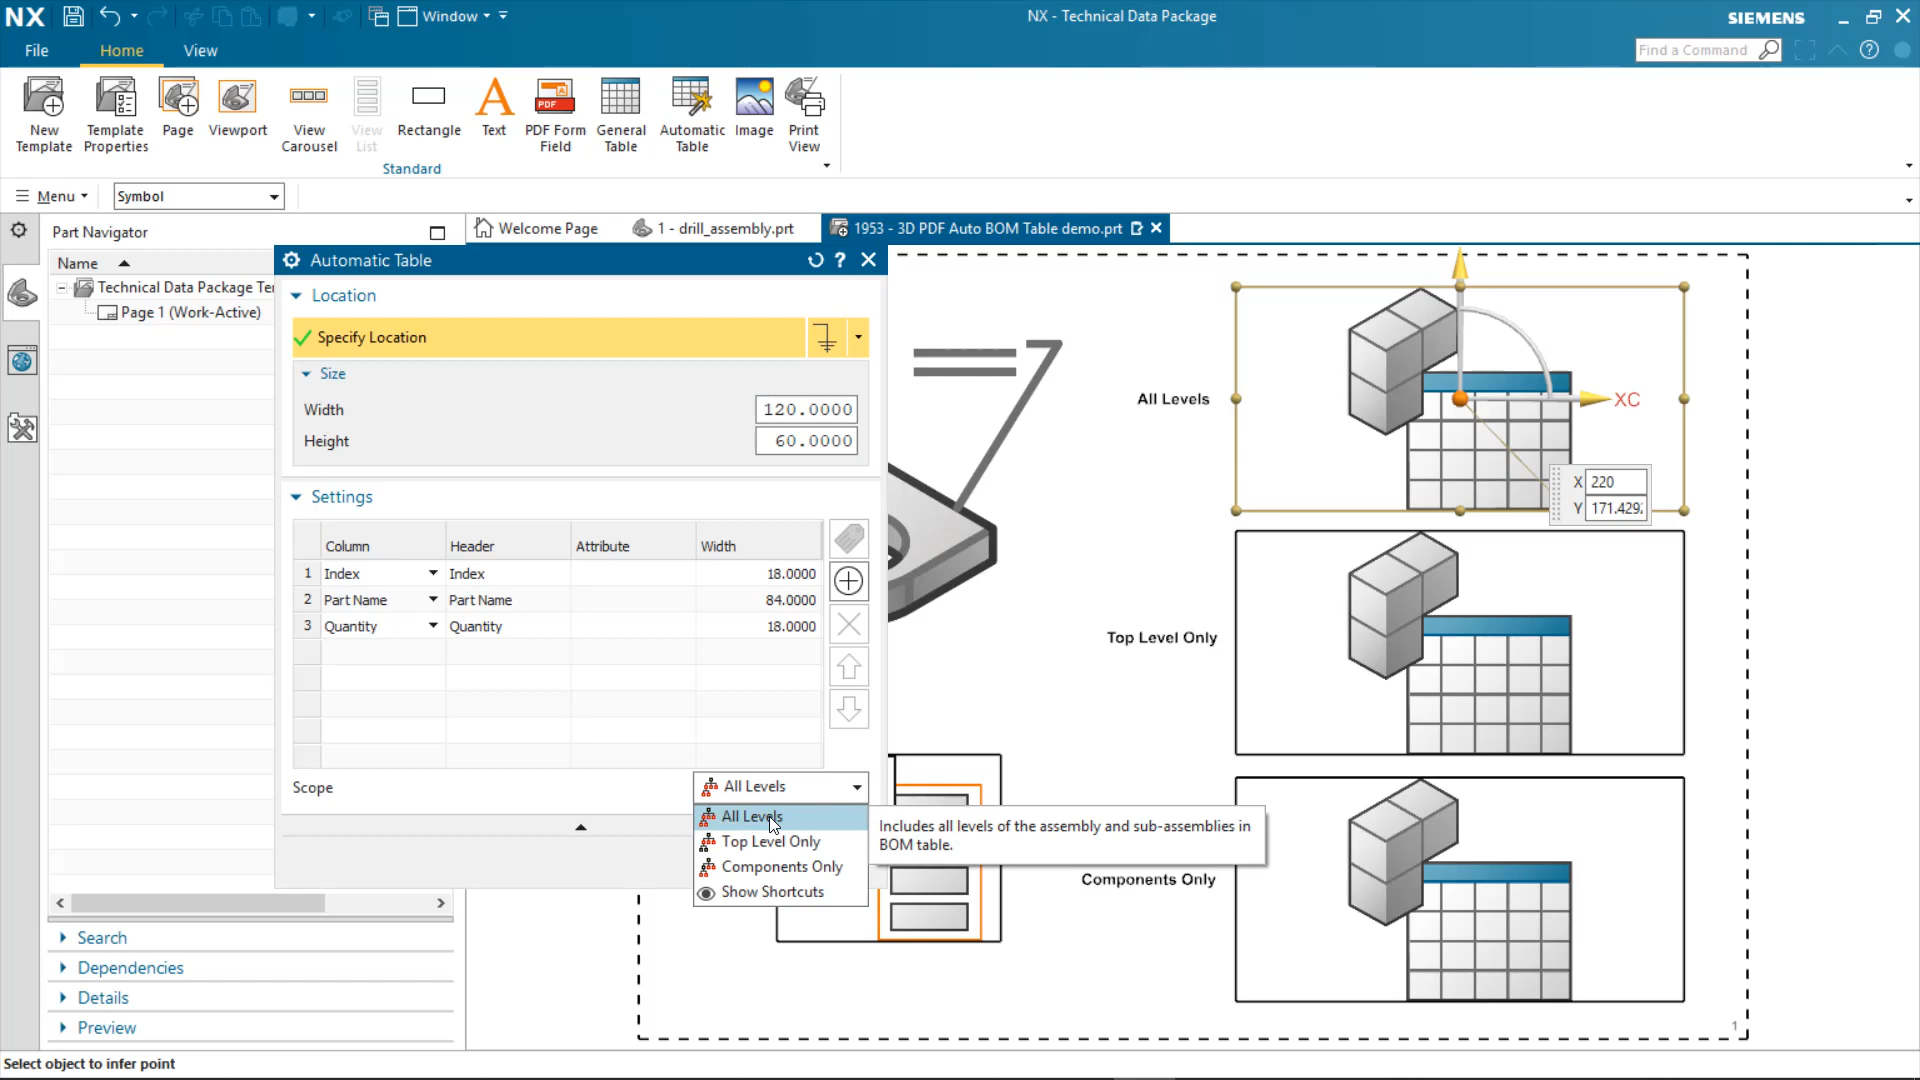 NX
Window
NX - Technical Data Package
SIEMENS
File
Home
View
Find a Command
New Template
Template Properties
Page
Viewport
View Carousel
View List
Rectangle
Text
PDF
PDF Form Field
General Table
Automatic Table
Image
Print View
Standard
Menu
Symbol
Part Navigator
Welcome Page
1 - drill_assembly.prt
1953 - 3D PDF Auto BOM Table demo.prt
Name
Technical Data Package Te
Page 1 (Work-Active)
Automatic Table
Location
Specify Location
Size
Width 120.0000
Height 60.0000
Settings
Column Header Attribute Width
1 Index Index 18.0000
2 Part Name Part Name 84.0000
3 Quantity Quantity 18.0000
Scope
All Levels
All Levels
Top Level Only
Components Only
Show Shortcuts
Includes all levels of the assembly and sub-assemblies in
BOM table.
All Levels
XC
X 220
Y 171.429
Top Level Only
Components Only
1
Search
Dependencies
Details
Preview
Select object to infer point